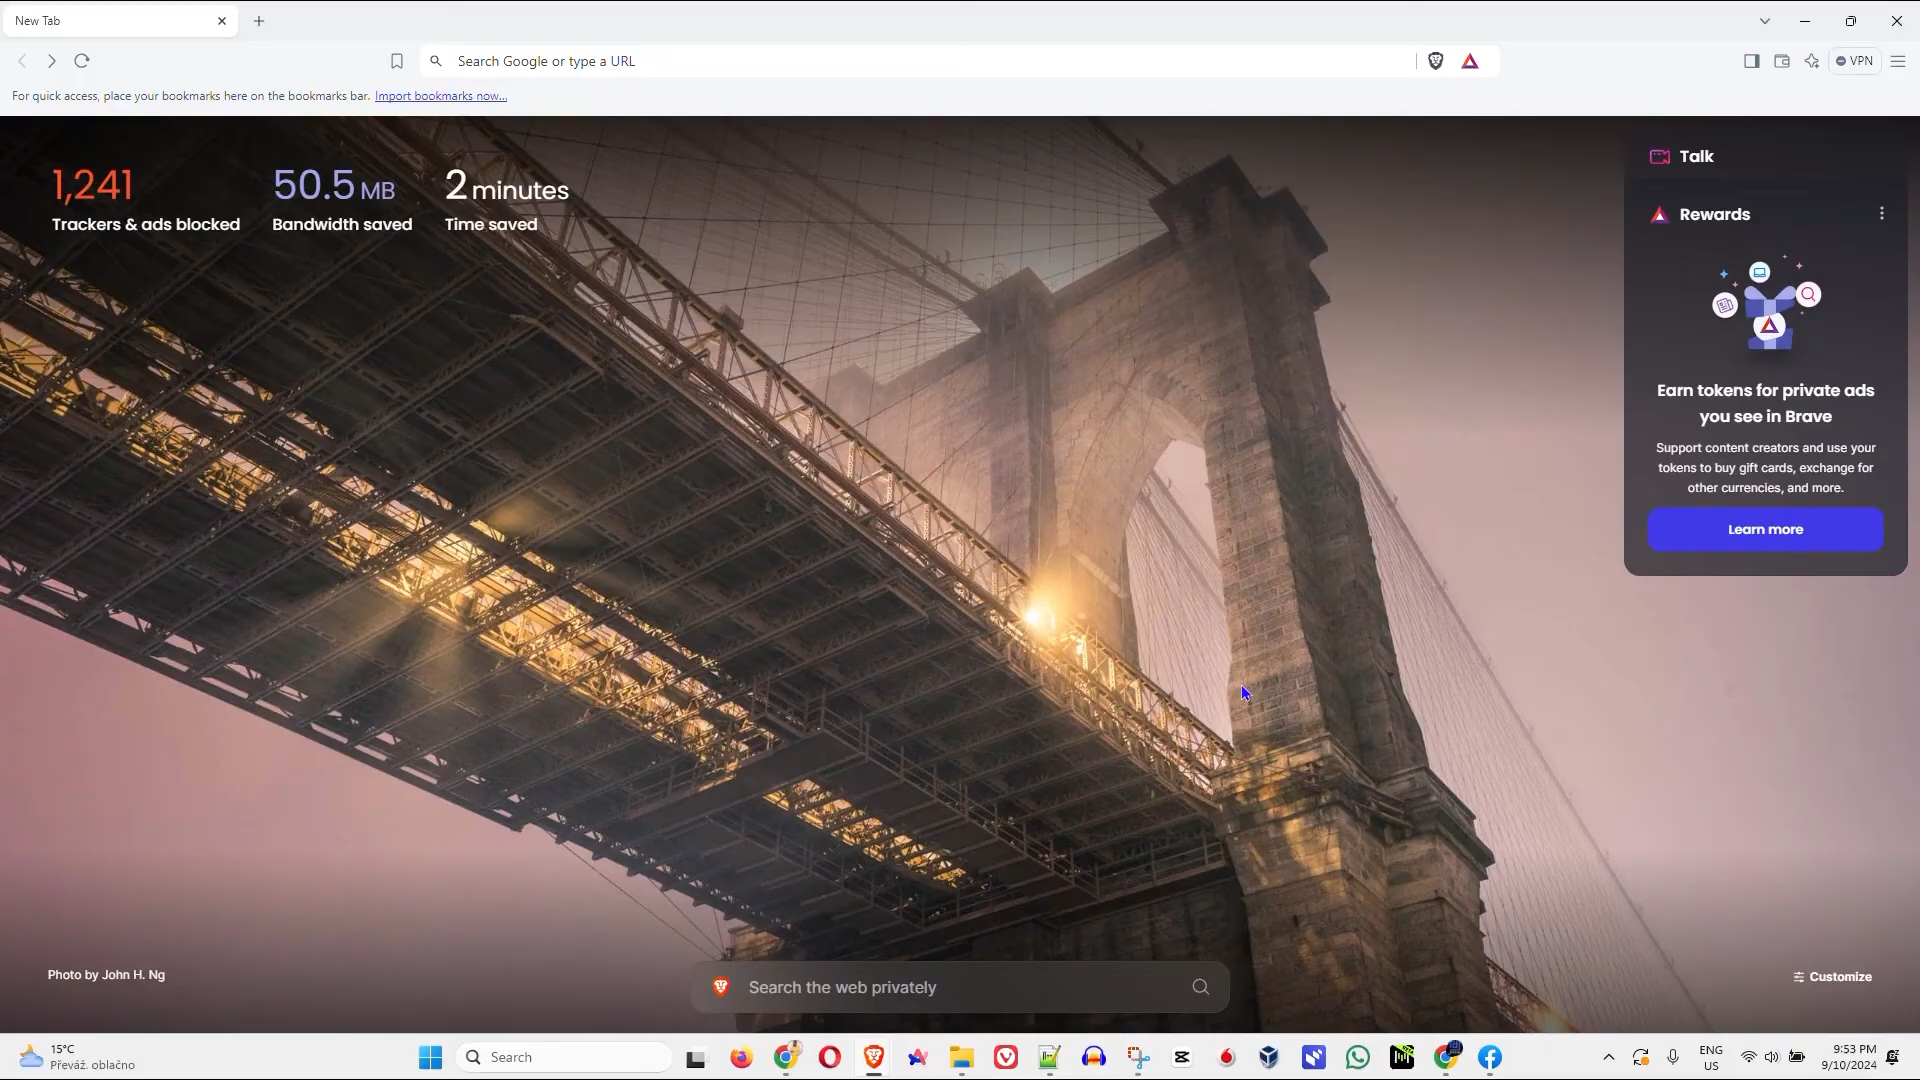 New Tab
Search Google or type a URL
VPN
For quick access, place your bookmarks here on the bookmarks bar. Import bookmarks now...
1,241
Trackers & ads blocked
50.5 MB
Bandwidth saved
2 minutes
Time saved
Talk
Rewards
Earn tokens for private ads
you see in Brave
Support content creators and use your
tokens to buy gift cards, exchange for
other currencies, and more.
Learn more
Photo by John H. Ng
Search the web privately
Customize
15°C
Převáž. oblačno
Search
ENG
US
9:53 PM
9/10/2024